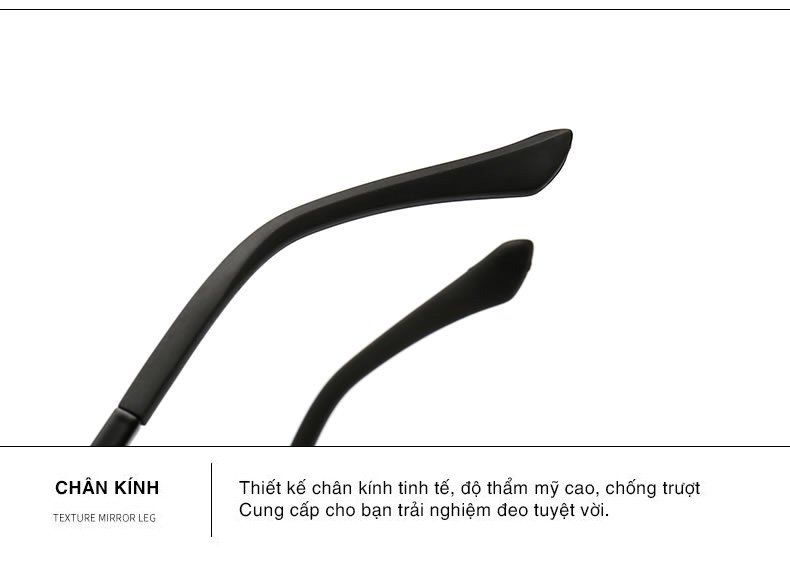 CHÂN KÍNH
TEXTURE MIRROR LEG
Thiết kế chân kính tinh tế, độ thẩm mỹ cao, chống trượt
Cung cấp cho bạn trải nghiệm đeo tuyệt vời.